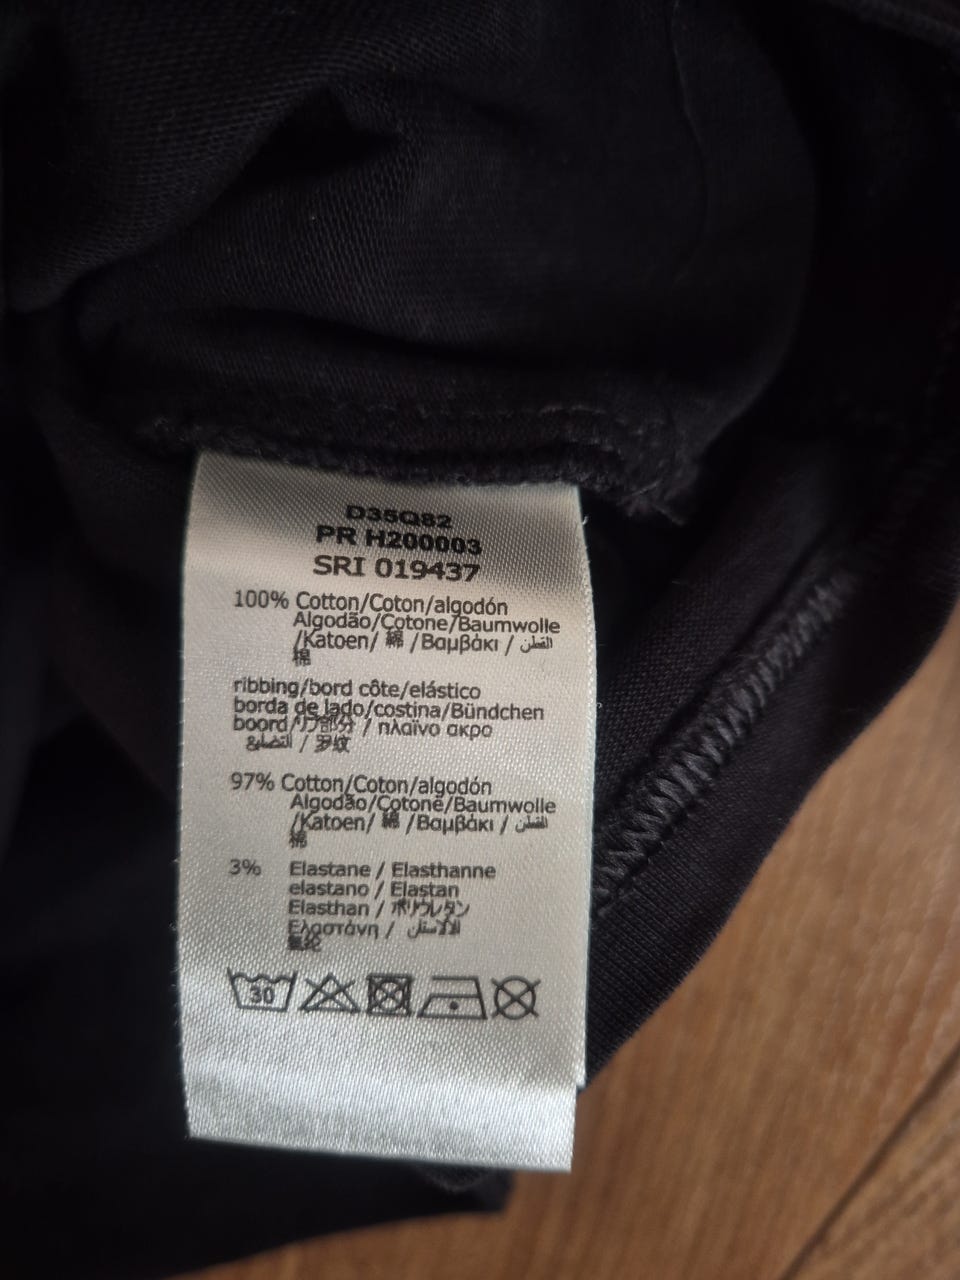 D35Q82
PR H200003
SRI 019437
100% Cotton/Coton/algodón
Algodão/Cotone/Baumwolle
/Katoen/ 綿 /Βαμβάκι / القطن
棉
ribbing/bord côte/elástico
borda de lado/costina/Bündchen
boord/リブ部分 / πλαϊνο ακρο
التضليع / 罗纹
97% Cotton/Coton/algodón
Algodão/Cotone/Baumwolle
/Katoen/ 綿 /Βαμβάκι / القطن
棉
3% Elastane / Elasthanne
elastano / Elastan
Elasthan / ポリウレタン
Ελαστάνη /
氨纶
30